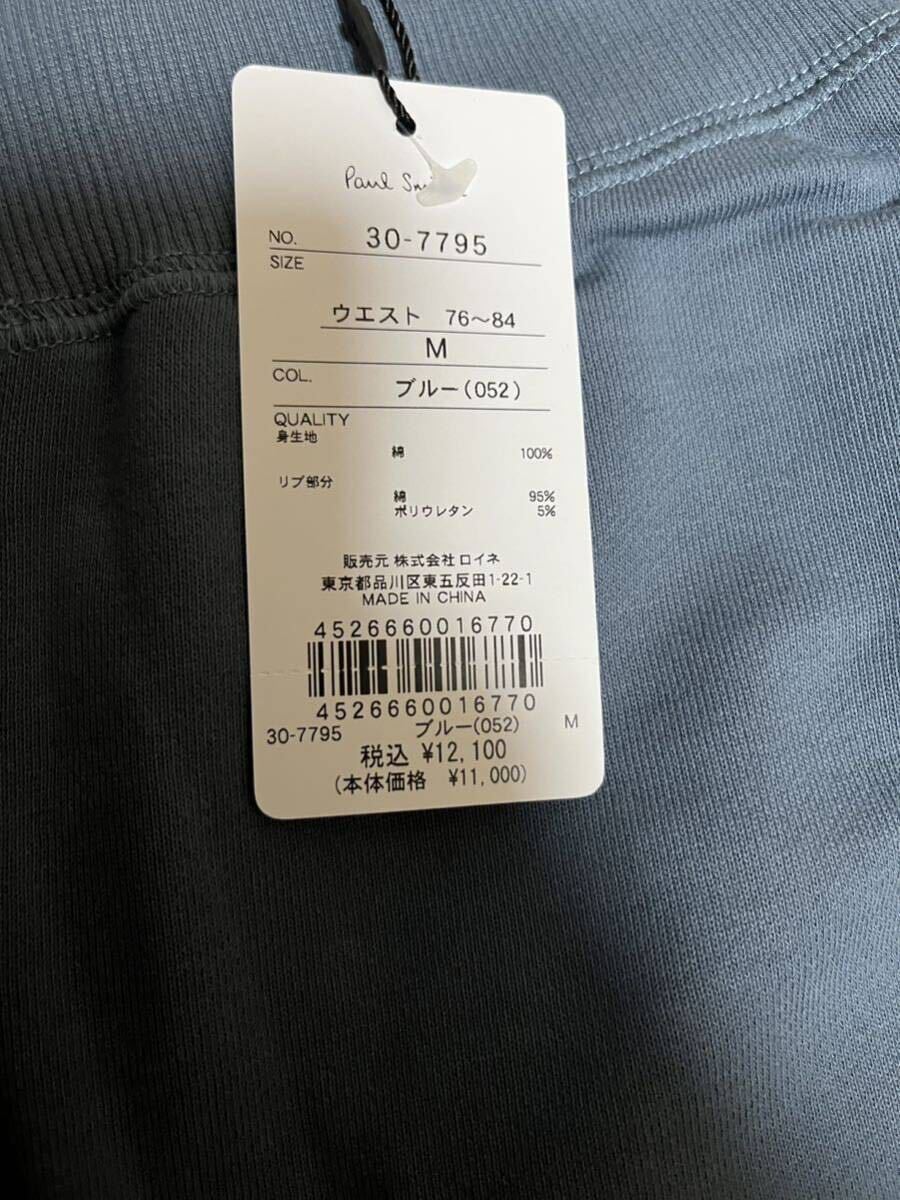 Paul
NO. 30-7795
SIZE
ウエスト 76～84
M
COL. ブルー(052)
QUALITY
身生地
綿 100%
リブ部分
綿 95%
ポリウレタン 5%
販売元 株式会社 ロイネ
東京都品川区東五反田1-22-1
MADE IN CHINA
4526660016770
4526660016770
30-7795 ブルー(052) M
税込 ¥12,100
(本体価格 ¥11,000)